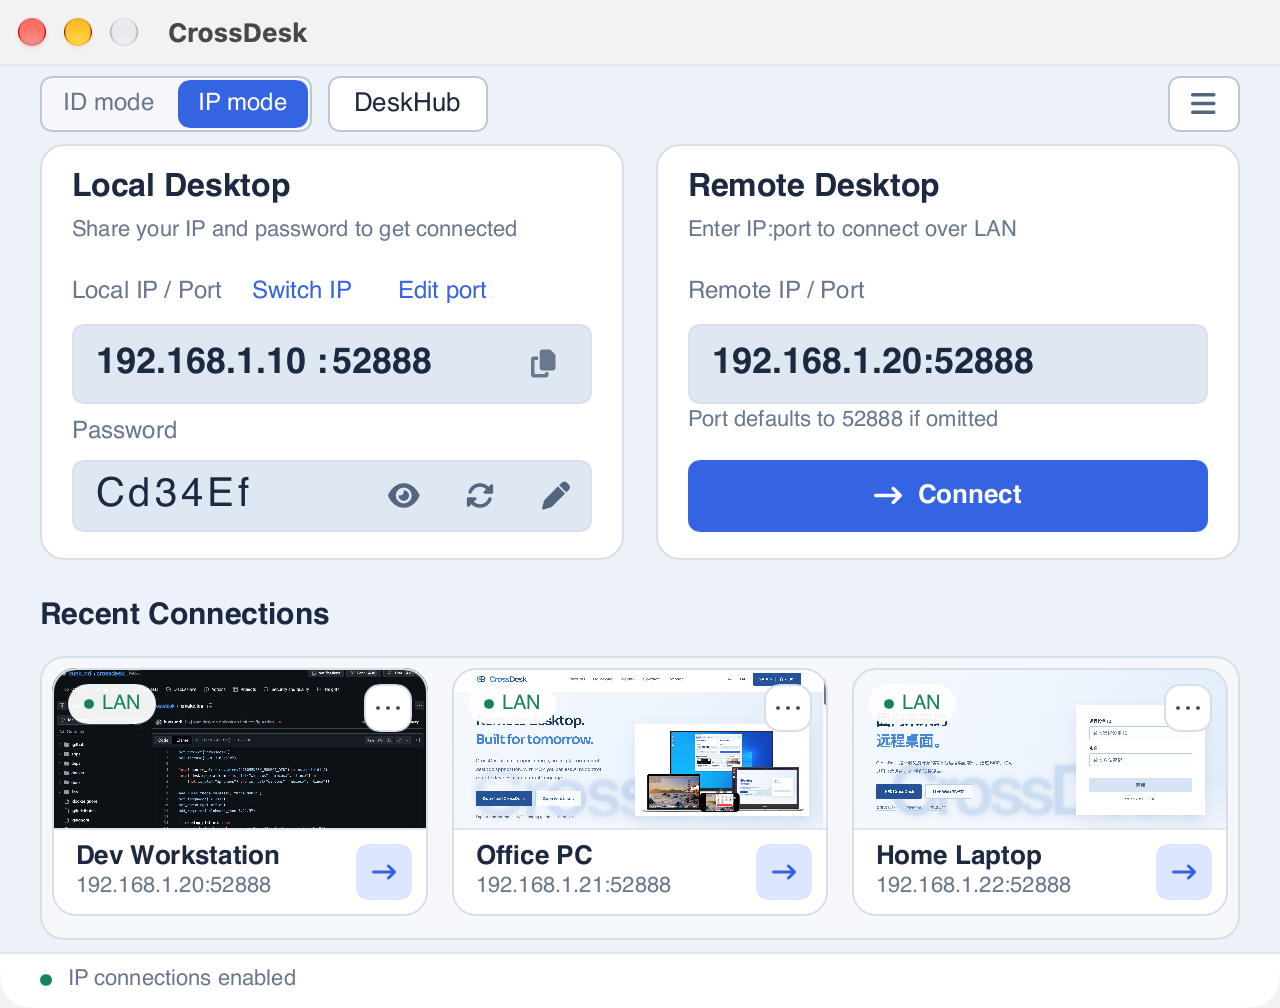 CrossDesk
ID mode
IP mode
DeskHub
Local Desktop
Share your IP and password to get connected
Local IP / Port
Switch IP
Edit port
192.168.1.10 :52888
Password
Cd34Ef
Remote Desktop
Enter IP:port to connect over LAN
Remote IP / Port
192.168.1.20:52888
Port defaults to 52888 if omitted
Connect
Recent Connections
LAN
Dev Workstation
192.168.1.20:52888
CrossDesk
LAN
Built for tomorrow.
Office PC
192.168.1.21:52888
LAN
远程桌面。
Home Laptop
192.168.1.22:52888
IP connections enabled